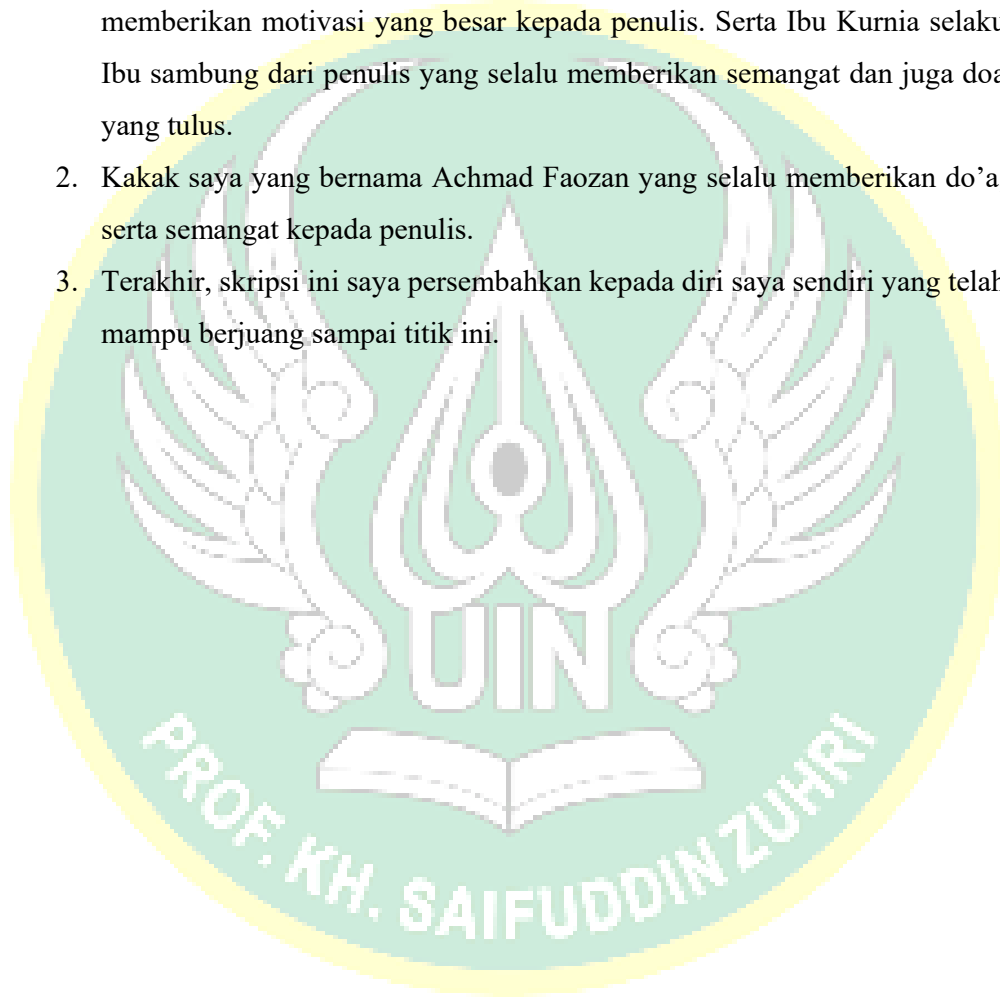 memberikan motivasi yang besar kepada penulis. Serta Ibu Kurnia selaku
Ibu sambung dari penulis yang selalu memberikan semangat dan juga doa
yang tulus.
2. Kakak saya yang bernama Achmad Faozan yang selalu memberikan do’a
serta semangat kepada penulis.
3. Terakhir, skripsi ini saya persembahkan kepada diri saya sendiri yang telah
mampu berjuang sampai titik ini.
UIN
PROF. KH. SAIFUDDIN ZUHRI